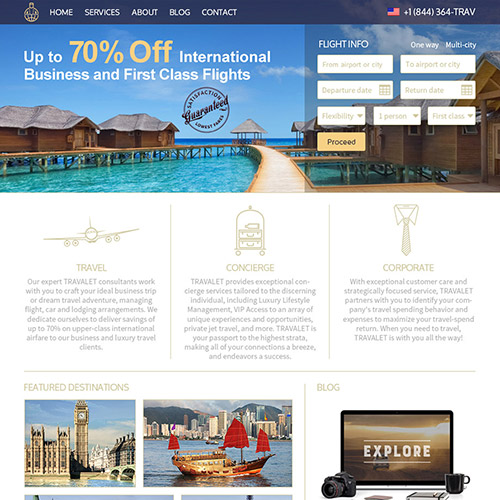 HOME SERVICES ABOUT BLOG CONTACT +1 (844) 364-TRAV
Up to 70% Off International
Business and First Class Flights
SATISFACTION
Guaranteed
LOWEST FARES
FLIGHT INFO One way Multi-city
From airport or city To airport or city
Departure date Return date
Flexibility 1 person First class
Proceed
TRAVEL
Our expert TRAVALET consultants work
with you to craft your ideal business trip
or dream travel adventure, managing
flight, car and lodging arrangements. We
dedicate ourselves to deliver savings of
up to 70% on upper-class international
airfare to our business and luxury travel
clients.
CONCIERGE
TRAVALET provides exceptional con-
cierge services tailored to the discerning
individual, including Luxury Lifestyle
Management, VIP Access to an array of
unique experiences and opportunities,
private jet travel, and more. TRAVALET is
your passport to the highest strata,
making all of your connections a breeze,
and endeavors a success.
CORPORATE
With exceptional customer care and
strategically focused service, TRAVALET
partners with you to identify your com-
pany's travel spending behavior and
expenses to maximize your travel-spend
return. When you need to travel,
TRAVALET is with you all the way!
FEATURED DESTINATIONS
BLOG
EXPLORE